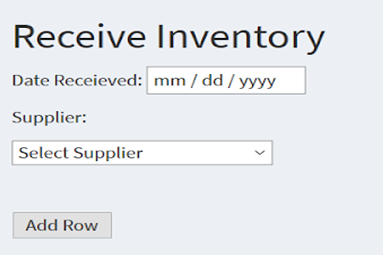 Receive Inventory
Date Receieved: mm / dd / yyyy
Supplier:
Select Supplier
Add Row